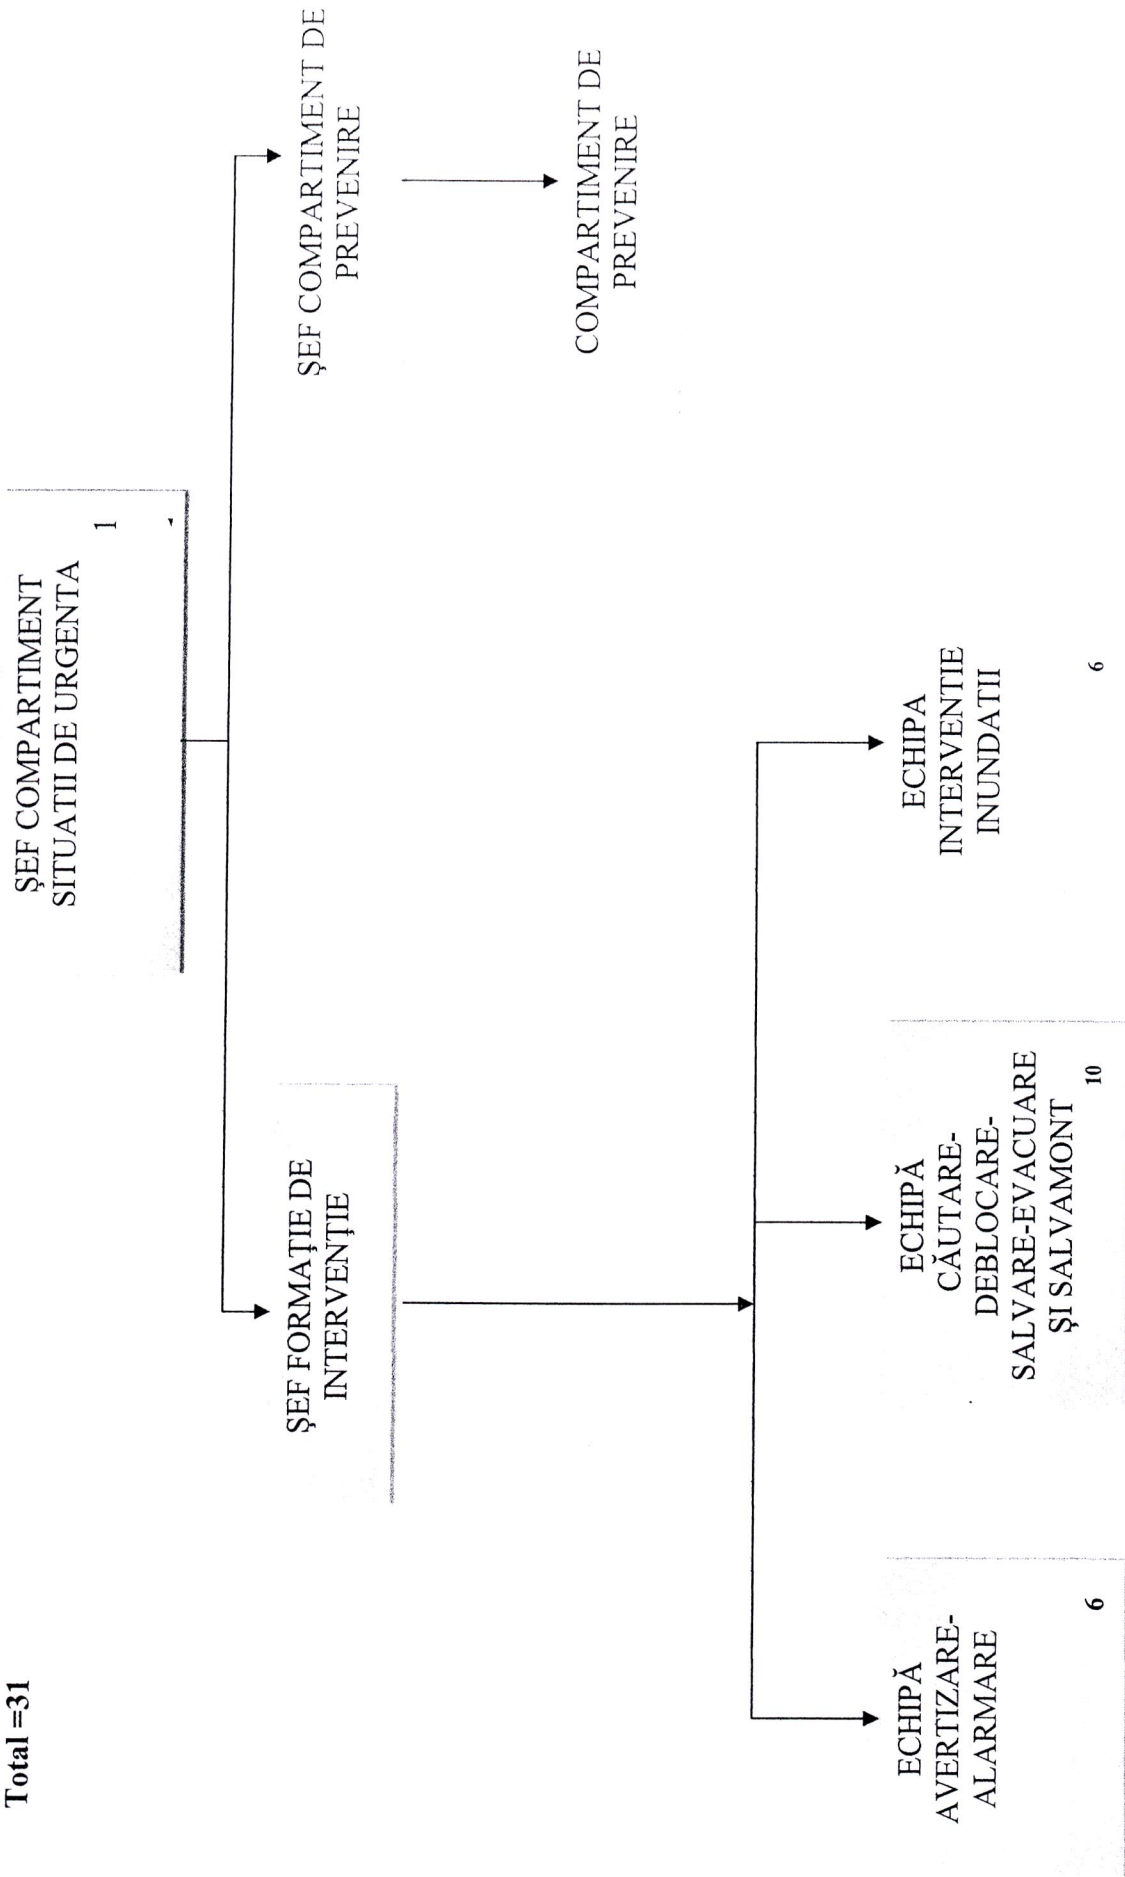 Total =31
ŞEF COMPARTIMENT
SITUATII DE URGENTA
1
ŞEF FORMAŢIE DE
INTERVENŢIE
ŞEF COMPARTIMENT DE
PREVENIRE
COMPARTIMENT DE
PREVENIRE
ECHIPĂ
AVERTIZARE-
ALARMARE
6
ECHIPĂ
CĂUTARE-
DEBLOCARE-
SALVARE-EVACUARE
ŞI SALVAMONT
10
ECHIPA
INTERVENTIE
INUNDATII
6